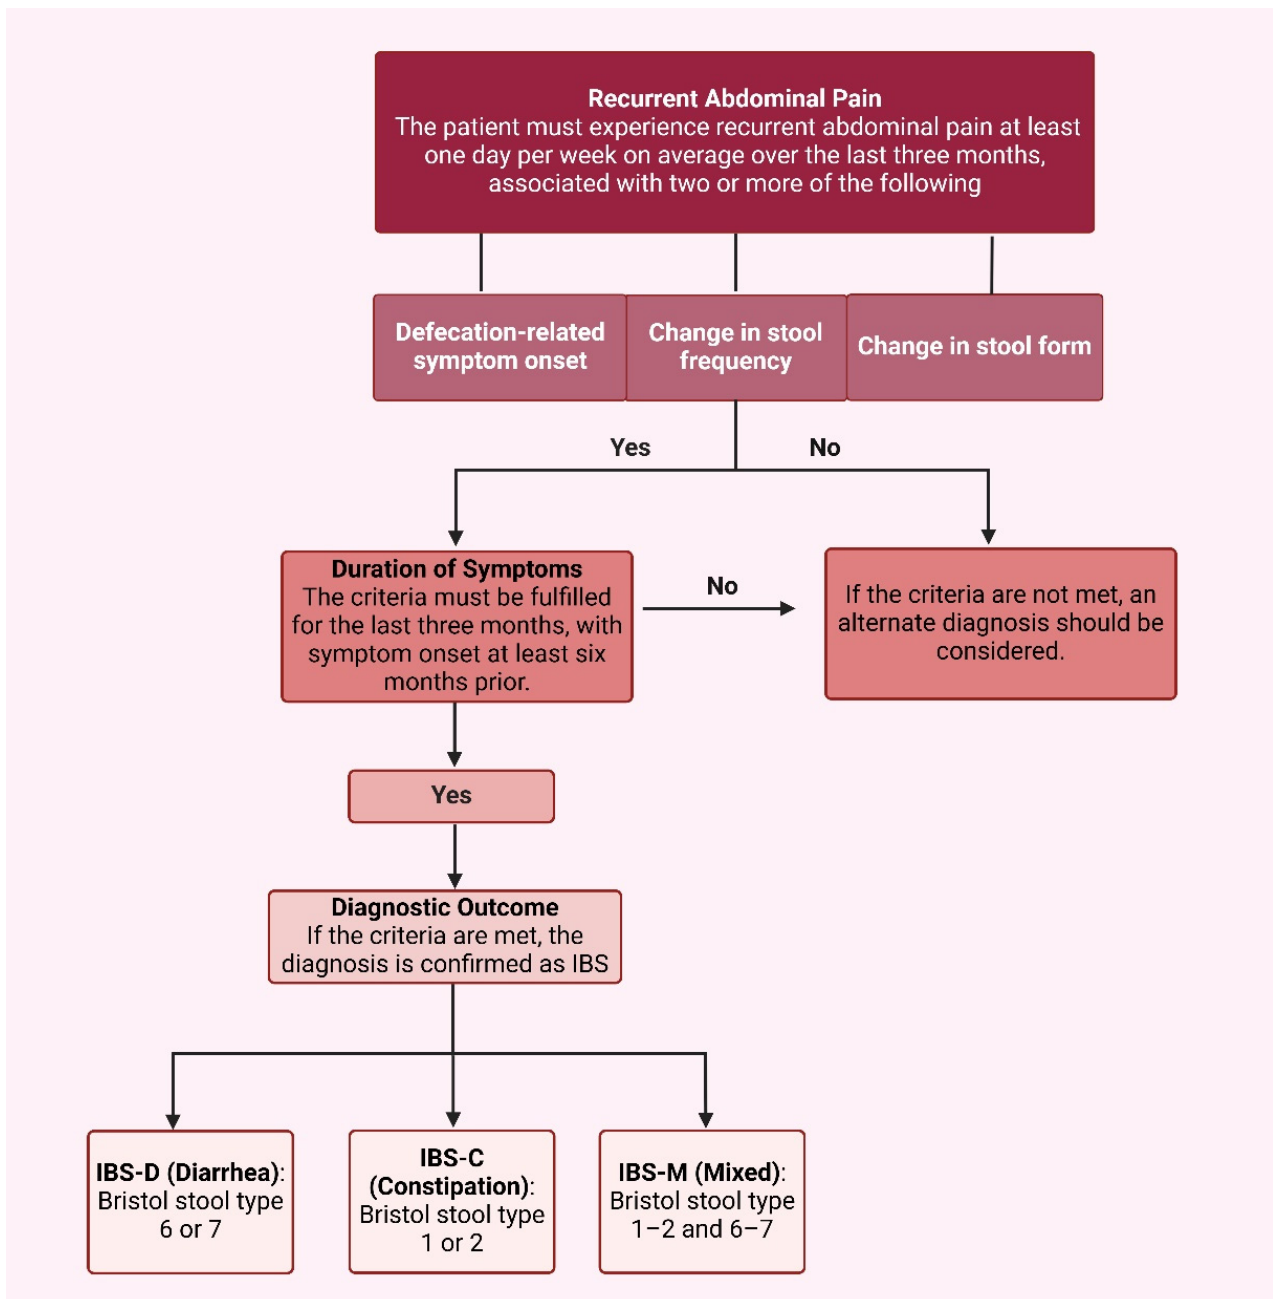 Recurrent Abdominal Pain
The patient must experience recurrent abdominal pain at least
one day per week on average over the last three months,
associated with two or more of the following
Defecation-related
symptom onset
Change in stool
frequency
Change in stool form
Yes
No
Duration of Symptoms
The criteria must be fulfilled
for the last three months, with
symptom onset at least six
months prior.
No
If the criteria are not met, an
alternate diagnosis should be
considered.
Yes
Diagnostic Outcome
If the criteria are met, the
diagnosis is confirmed as IBS
IBS-D (Diarrhea):
Bristol stool type
6 or 7
IBS-C
(Constipation):
Bristol stool type
1 or 2
IBS-M (Mixed):
Bristol stool type
1–2 and 6–7